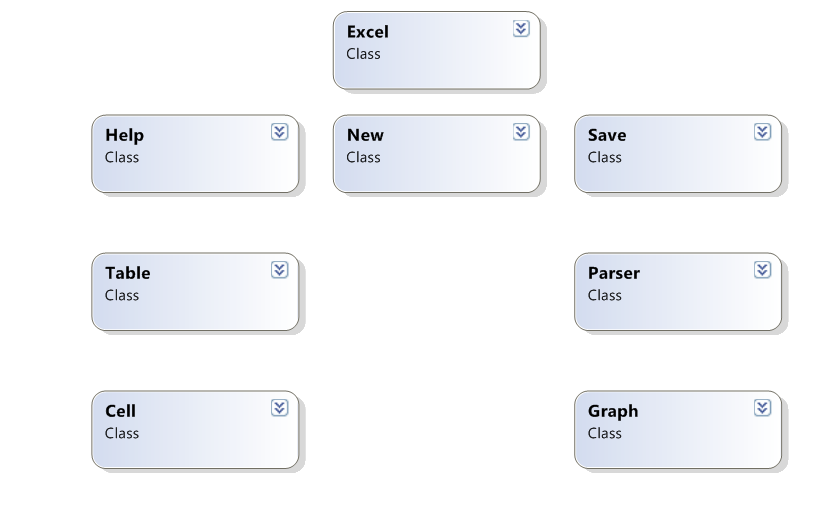 Excel
Class
Help
Class
New
Class
Save
Class
Table
Class
Parser
Class
Cell
Class
Graph
Class